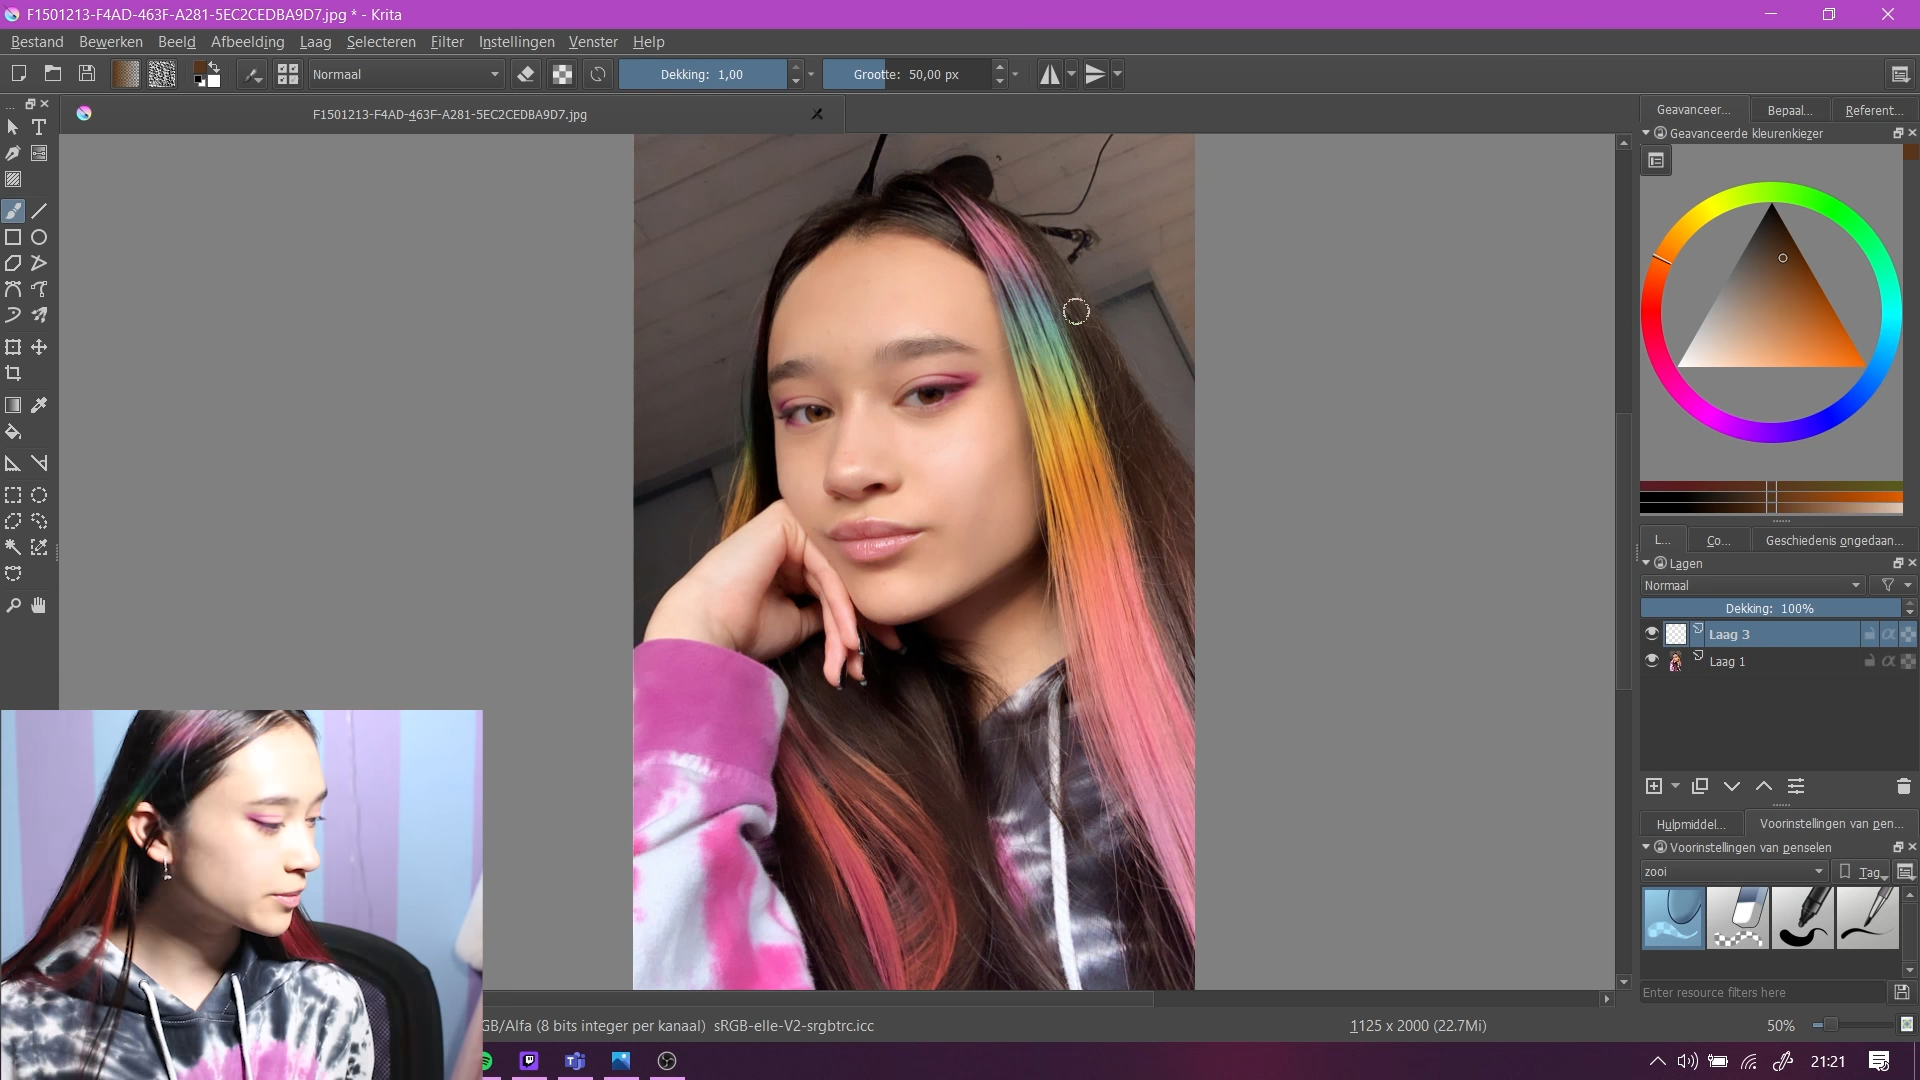 F1501213-F4AD-463F-A281-5EC2CEDBA9D7.jpg * - Krita
Bestand Bewerken Beeld Afbeelding Laag Selecteren Filter Instellingen Venster Help
Normaal Dekking: 1,00 Grootte: 50,00 px
F1501213-F4AD-463F-A281-5EC2CEDBA9D7.jpg
Geavanceer... Bepaal... Referent...
Geavanceerde kleurenkiezer
L... Co... Geschiedenis ongedaan...
Lagen
Normaal
Dekking: 100%
Laag 3
Laag 1
Hulpmiddel... Voorinstellingen van pen...
Voorinstellingen van penselen
zooi Tag
Enter resource filters here
GB/Alfa (8 bits integer per kanaal) sRGB-elle-V2-srgbtrc.icc 1125 x 2000 (22.7Mi) 50%
21:21